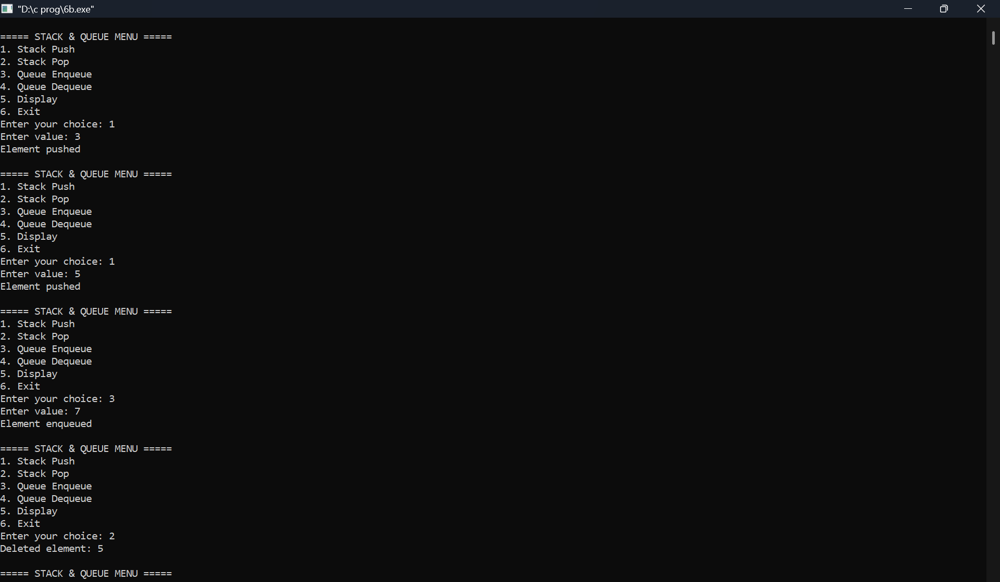 "D:\c prog\6b.exe"
===== STACK & QUEUE MENU =====
1. Stack Push
2. Stack Pop
3. Queue Enqueue
4. Queue Dequeue
5. Display
6. Exit
Enter your choice: 1
Enter value: 3
Element pushed

===== STACK & QUEUE MENU =====
1. Stack Push
2. Stack Pop
3. Queue Enqueue
4. Queue Dequeue
5. Display
6. Exit
Enter your choice: 1
Enter value: 5
Element pushed

===== STACK & QUEUE MENU =====
1. Stack Push
2. Stack Pop
3. Queue Enqueue
4. Queue Dequeue
5. Display
6. Exit
Enter your choice: 3
Enter value: 7
Element enqueued

===== STACK & QUEUE MENU =====
1. Stack Push
2. Stack Pop
3. Queue Enqueue
4. Queue Dequeue
5. Display
6. Exit
Enter your choice: 2
Deleted element: 5

===== STACK & QUEUE MENU =====